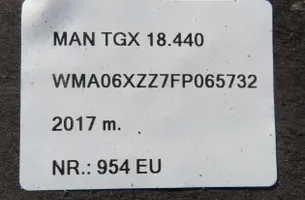 MAN TGX 18.440
WMA06XZZ7FP065732
2017 m.
NR.: 954 EU